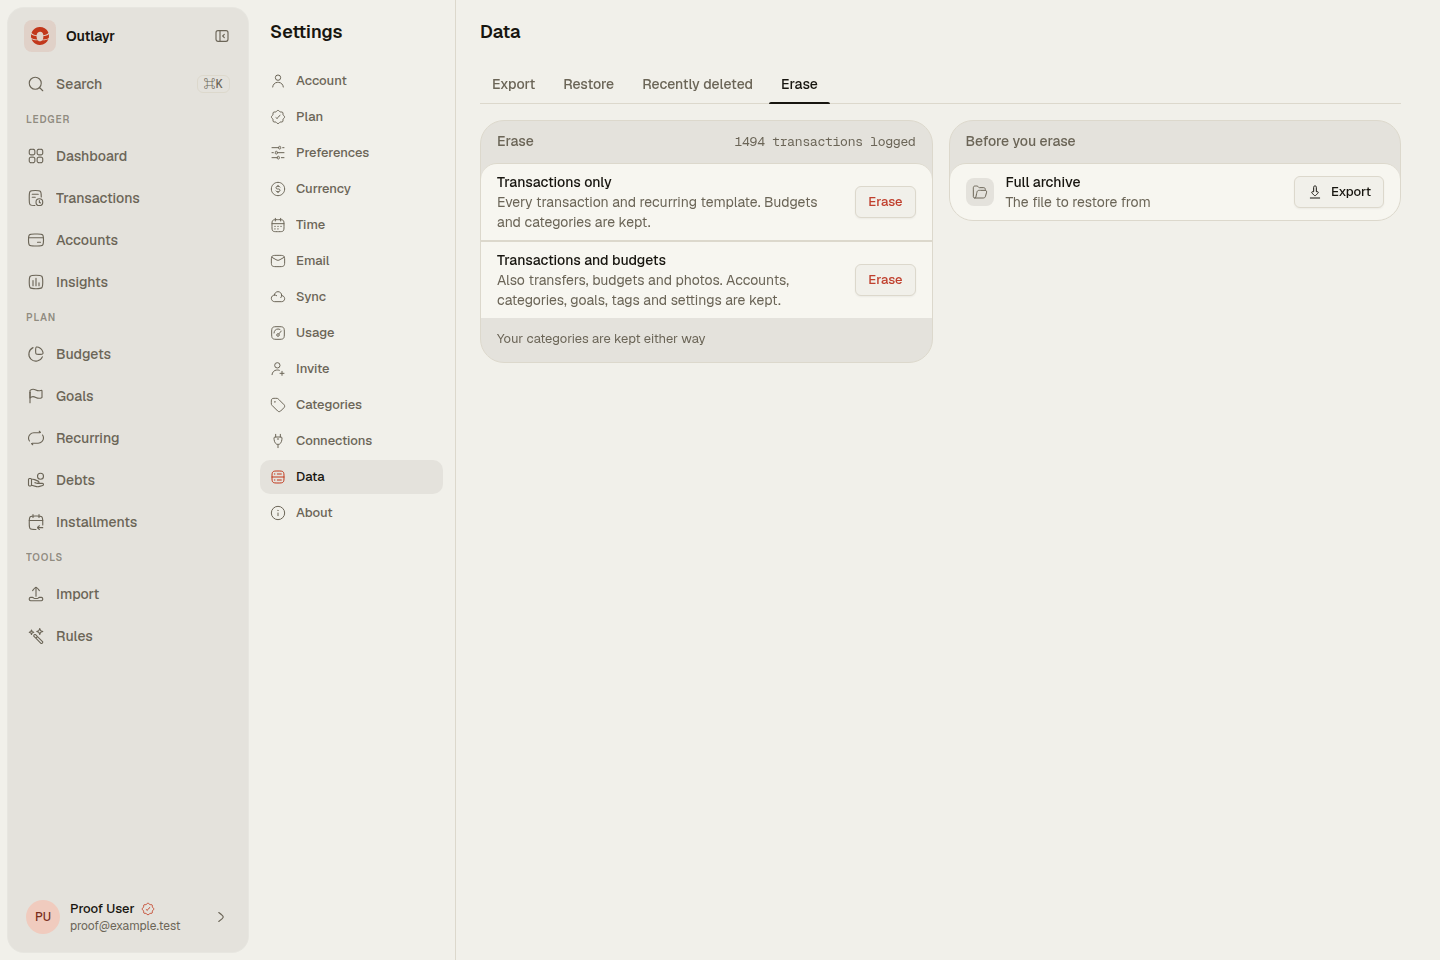 Outlayr
Search
⌘K
LEDGER
Dashboard
Transactions
Accounts
Insights
PLAN
Budgets
Goals
Recurring
Debts
Installments
TOOLS
Import
Rules
PU
Proof User
proof@example.test
Settings
Account
Plan
Preferences
Currency
Time
Email
Sync
Usage
Invite
Categories
Connections
Data
About
Data
Export
Restore
Recently deleted
Erase
Erase
1494 transactions logged
Transactions only
Every transaction and recurring template. Budgets
and categories are kept.
Erase
Transactions and budgets
Also transfers, budgets and photos. Accounts,
categories, goals, tags and settings are kept.
Erase
Your categories are kept either way
Before you erase
Full archive
The file to restore from
Export